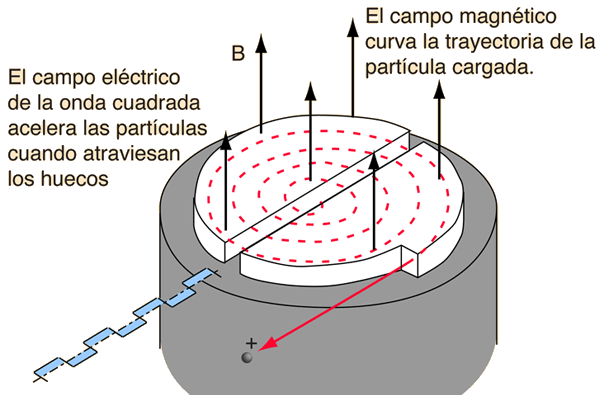 El campo magnético
curva la trayectoria de la
partícula cargada.
B
El campo eléctrico
de la onda cuadrada
acelera las partículas
cuando atraviesan
los huecos
+